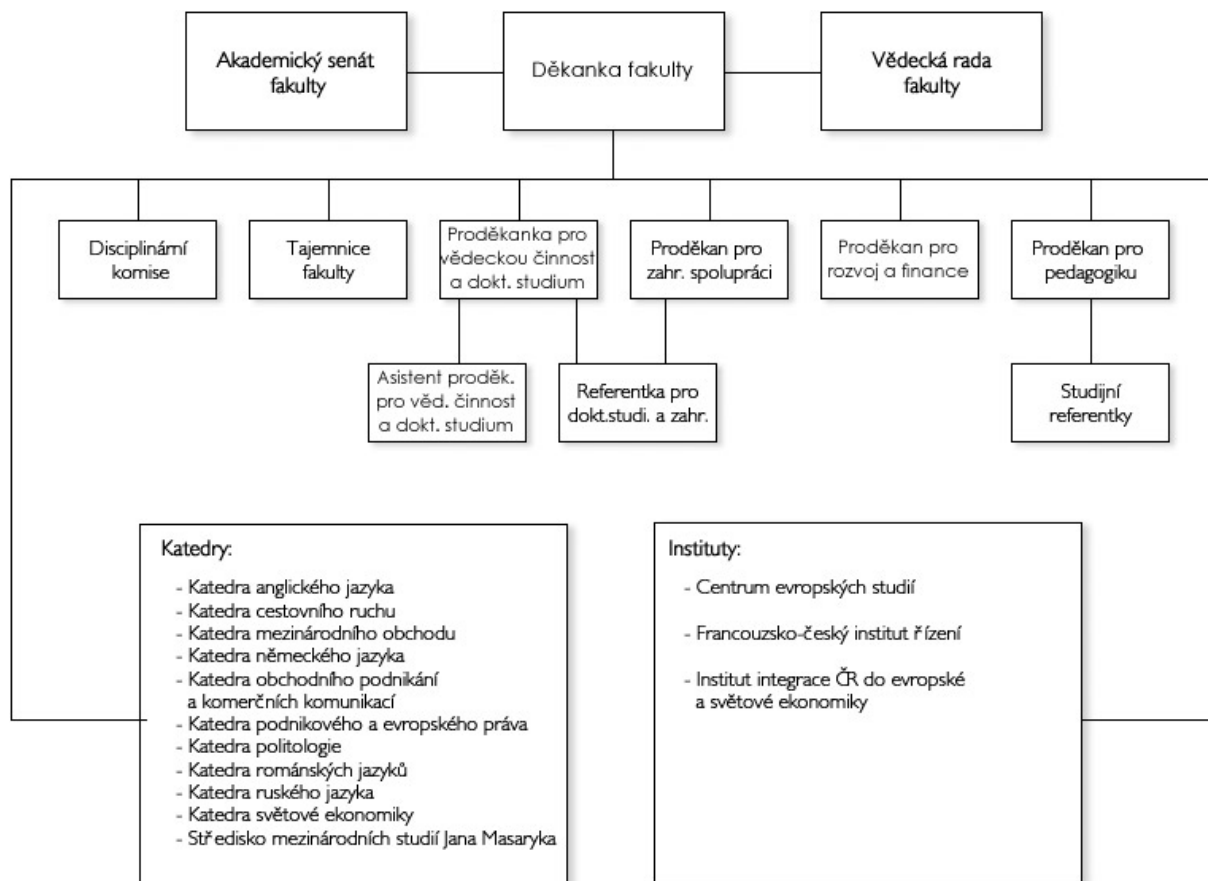 Akademický senát
fakulty
Děkanka fakulty
Vědecká rada
fakulty
Disciplinární
komise
Tajemnice
fakulty
Proděkanka pro
vědeckou činnost
a dokt. studium
Proděkan pro
zahr. spolupráci
Proděkan pro
rozvoj a finance
Proděkan pro
pedagogiku
Asistent proděk.
pro věd. činnost
a dokt. studium
Referentka pro
dokt.studi. a zahr.
Studijní
referentky
Katedry:
- Katedra anglického jazyka
- Katedra cestovního ruchu
- Katedra mezinárodního obchodu
- Katedra německého jazyka
- Katedra obchodního podnikání
a komerčních komunikací
- Katedra podnikového a evropského práva
- Katedra politologie
- Katedra románských jazyků
- Katedra ruského jazyka
- Katedra světové ekonomiky
- Středisko mezinárodních studií Jana Masaryka
Instituty:
- Centrum evropských studií
- Francouzsko-český institut řízení
- Institut integrace ČR do evropské
a světové ekonomiky